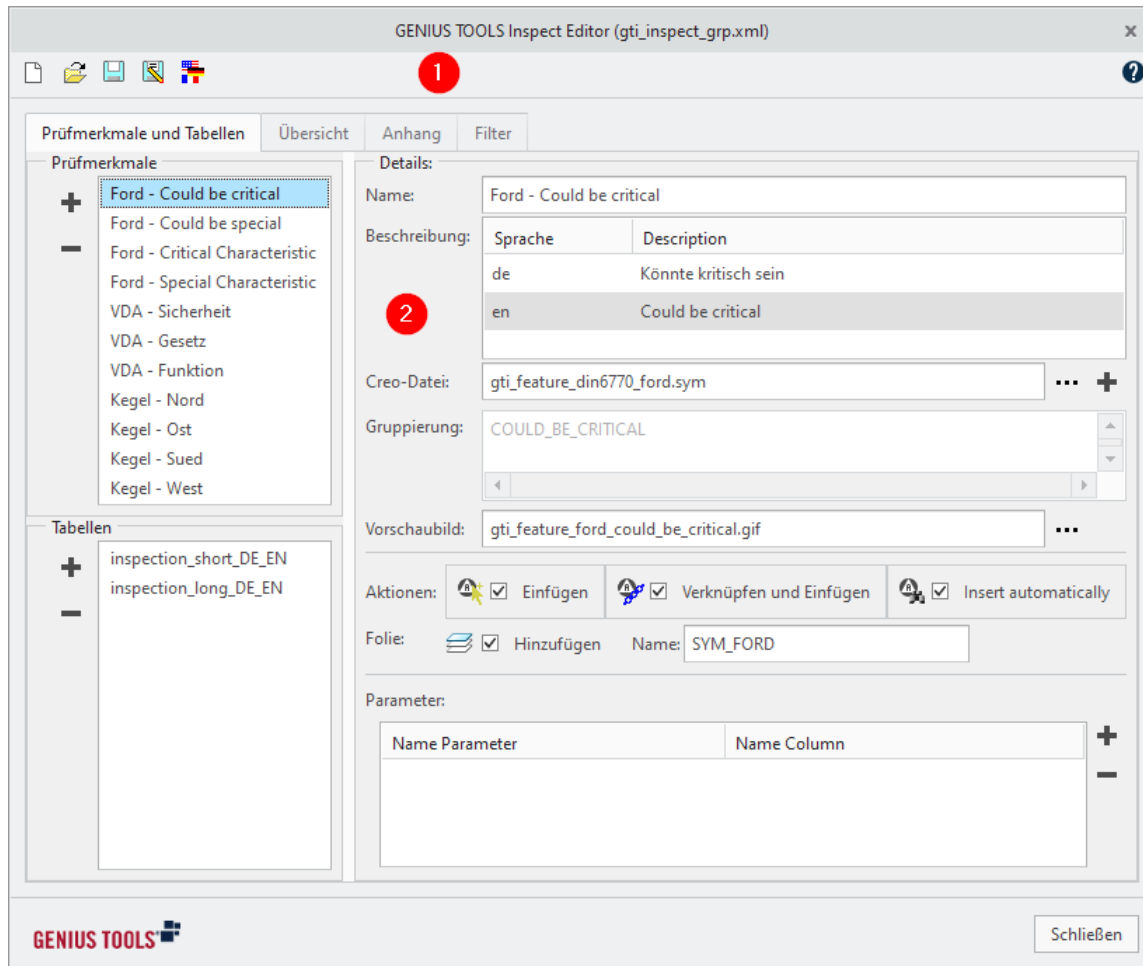 GENIUS TOOLS Inspect Editor (gti_inspect_grp.xml)
1
Prüfmerkmale und Tabellen
Übersicht
Anhang
Filter
Prüfmerkmale
Ford - Could be critical
Ford - Could be special
Ford - Critical Characteristic
Ford - Special Characteristic
VDA - Sicherheit
VDA - Gesetz
VDA - Funktion
Kegel - Nord
Kegel - Ost
Kegel - Sued
Kegel - West
Tabellen
inspection_short_DE_EN
inspection_long_DE_EN
Details:
Name: Ford - Could be critical
Beschreibung: Sprache Description
de Könnte kritisch sein
2
en Could be critical
Creo-Datei: gti_feature_din6770_ford.sym
Gruppierung: COULD_BE_CRITICAL
Vorschaubild: gti_feature_ford_could_be_critical.gif
Aktionen: Einfügen Verknüpfen und Einfügen Insert automatically
Folie: Hinzufügen Name: SYM_FORD
Parameter:
Name Parameter Name Column
GENIUS TOOLS
Schließen